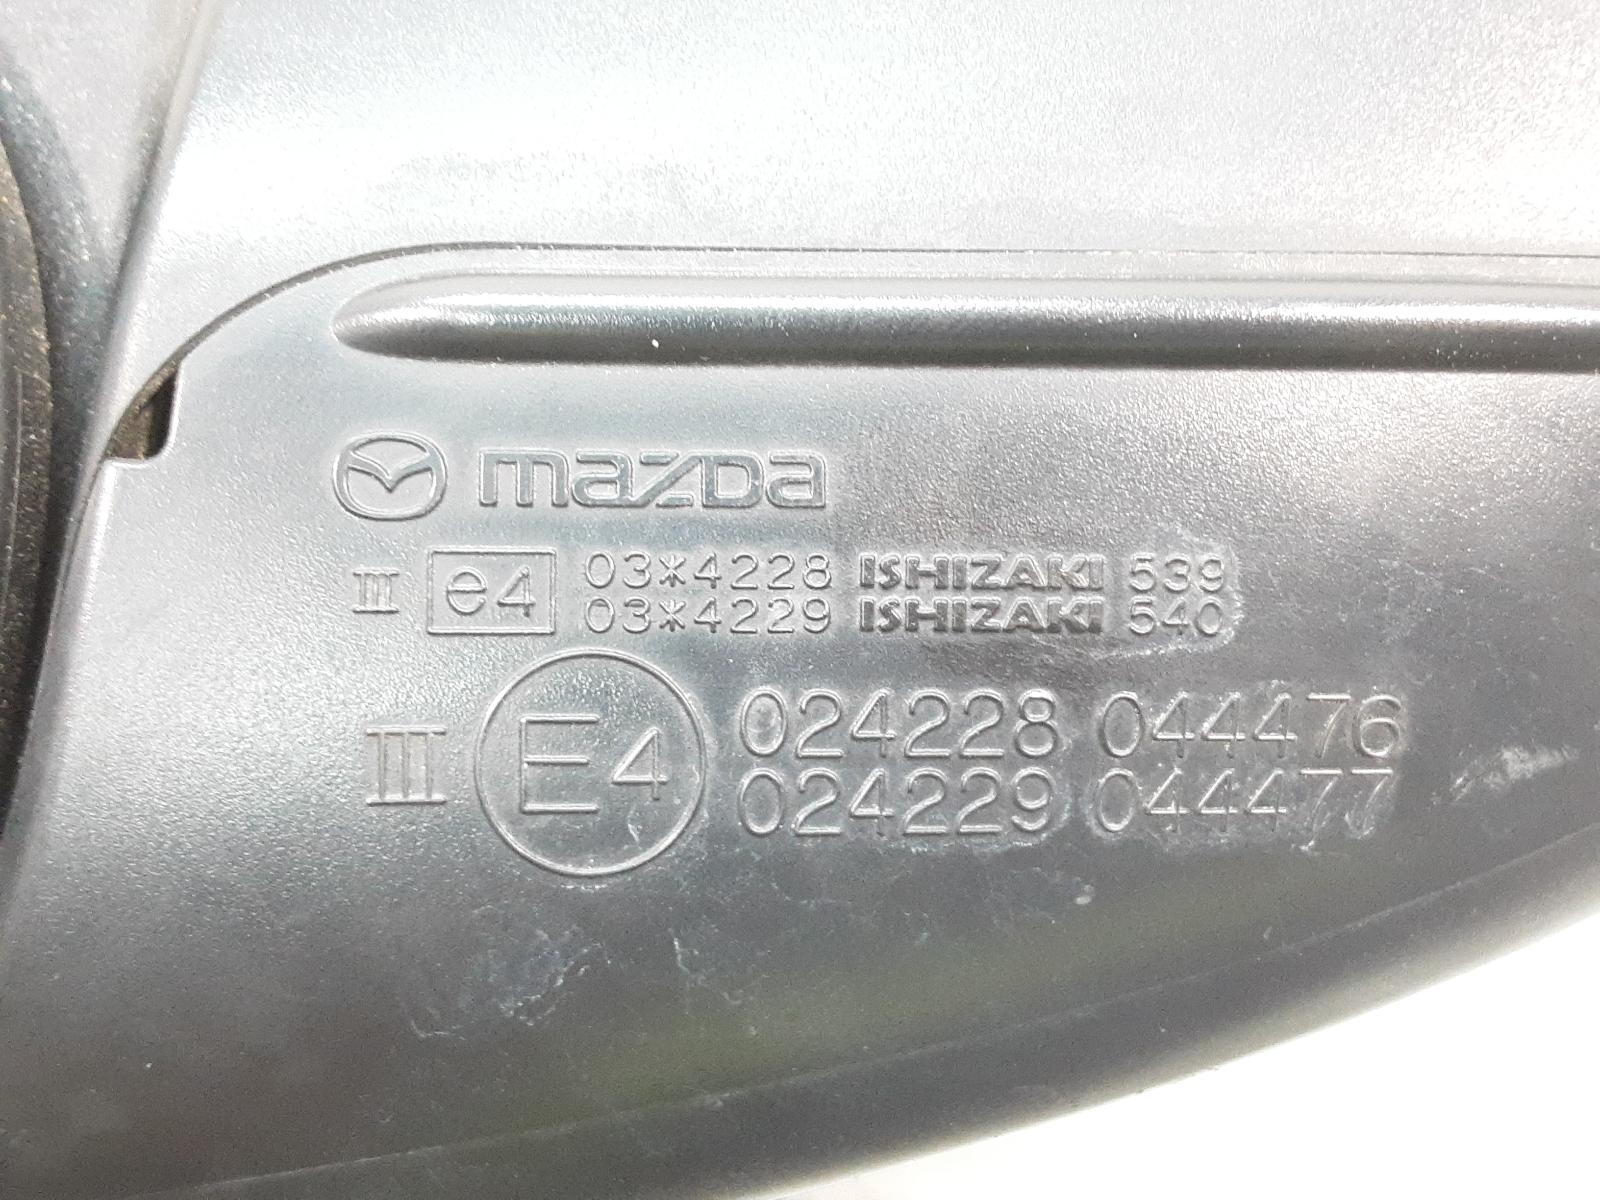 mazda
III e4 03*4228 ISHIZAKI 539
03*4229 ISHIZAKI 540
III E4 024228 044476
024229 044477